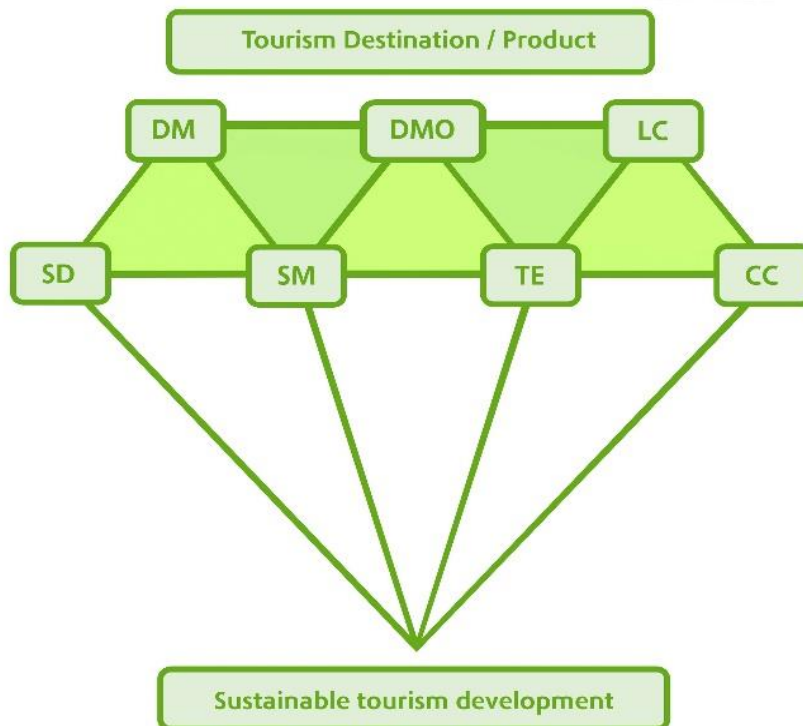 Tourism Destination / Product
DM DMO LC
SD SM TE CC
Sustainable tourism development